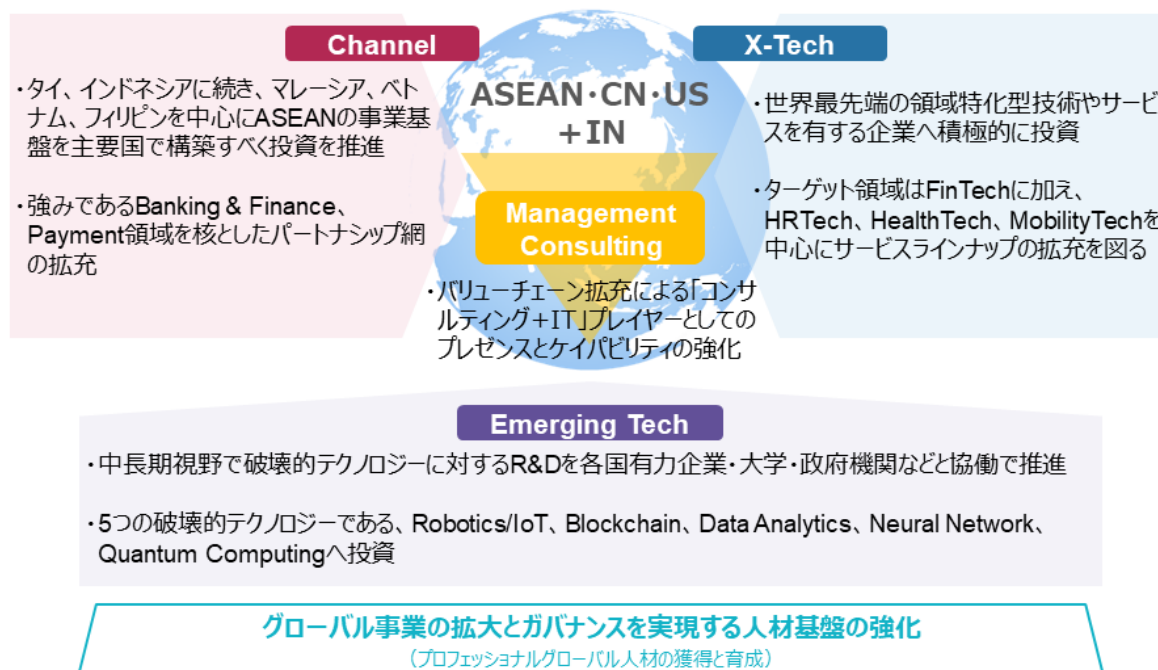 Channel
・タイ、インドネシアに続き、マレーシア、ベト
ナム、フィリピンを中心にASEANの事業基
盤を主要国で構築すべく投資を推進
・強みであるBanking & Finance、
Payment領域を核としたパートナシップ網
の拡充
ASEAN・CN・US
+IN
Management
Consulting
・バリューチェーン拡充による「コンサ
ルティング+IT」プレイヤーとしての
プレゼンスとケイパビリティの強化
X-Tech
・世界最先端の領域特化型技術やサービ
スを有する企業へ積極的に投資
・ターゲット領域はFinTechに加え、
HRTech、HealthTech、MobilityTechを
中心にサービスラインナップの拡充を図る
Emerging Tech
・中長期視野で破壊的テクノロジーに対するR&Dを各国有力企業・大学・政府機関などと協働で推進
・5つの破壊的テクノロジーである、Robotics/IoT、Blockchain、Data Analytics、Neural Network、
Quantum Computingへ投資
グローバル事業の拡大とガバナンスを実現する人材基盤の強化
(プロフェッショナルグローバル人材の獲得と育成)